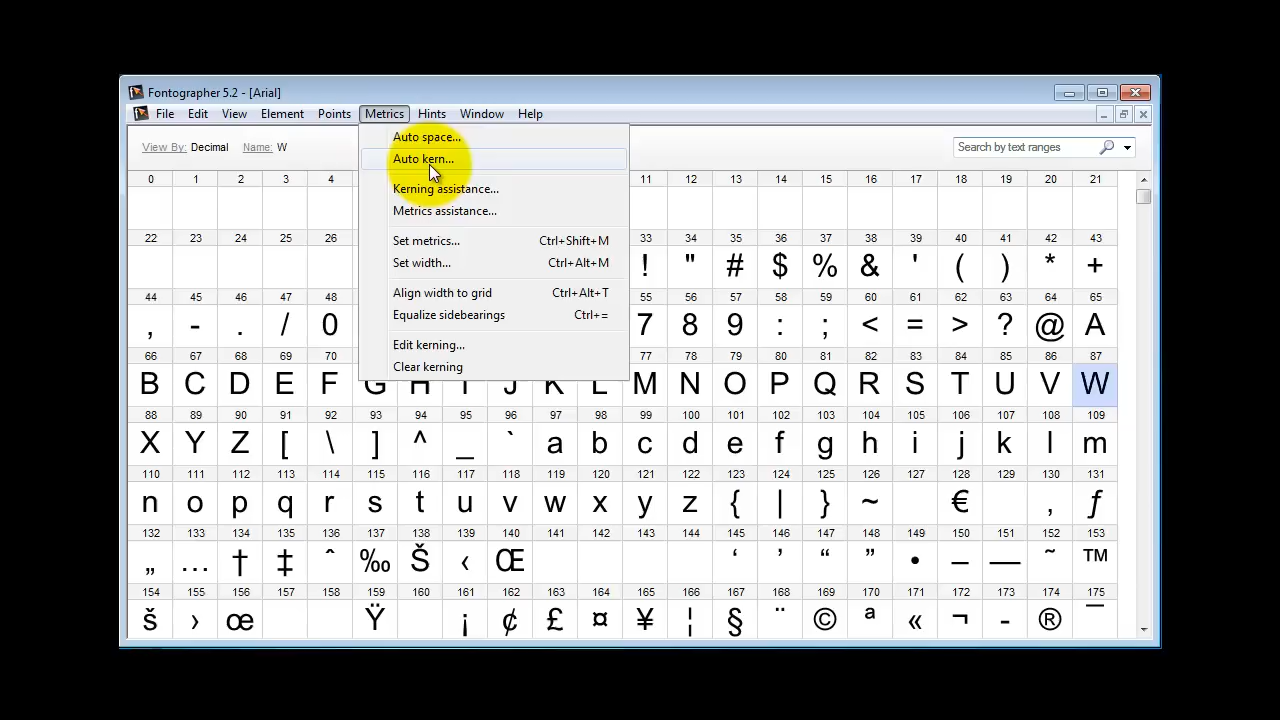 Fontographer 5.2 - [Arial]
File Edit View Element Points Metrics Hints Window Help
View By: Decimal Name: W
Search by text ranges
Auto space...
Auto kern...
Kerning assistance...
Metrics assistance...
Set metrics... Ctrl+Shift+M
Set width... Ctrl+Alt+M
Align width to grid Ctrl+Alt+T
Equalize sidebearings Ctrl+=
Edit kerning...
Clear kerning
0 1 2 3 4 11 12 13 14 15 16 17 18 19 20 21
22 23 24 25 26 33 34 35 36 37 38 39 40 41 42 43
! " # $ % & ' ( ) * +
44 45 46 47 48 55 56 57 58 59 60 61 62 63 64 65
, - . / 0 7 8 9 : ; < = > ? @ A
66 67 68 69 70 77 78 79 80 81 82 83 84 85 86 87
B C D E F G H I J K L M N O P Q R S T U V W
88 89 90 91 92 93 94 95 96 97 98 99 100 101 102 103 104 105 106 107 108 109
X Y Z [ \ ] ^ _ ` a b c d e f g h i j k l m
110 111 112 113 114 115 116 117 118 119 120 121 122 123 124 125 126 127 128 129 130 131
n o p q r s t u v w x y z { | } ~ € ‚ ƒ
132 133 134 135 136 137 138 139 140 141 142 143 144 145 146 147 148 149 150 151 152 153
„ … † ‡ ˆ ‰ Š ‹ Œ ‘ ’ “ ” • – — ˜ ™
154 155 156 157 158 159 160 161 162 163 164 165 166 167 168 169 170 171 172 173 174 175
š › œ Ÿ ¡ ¢ £ ¤ ¥ ¦ § ¨ © ª « ¬ - ® ¯